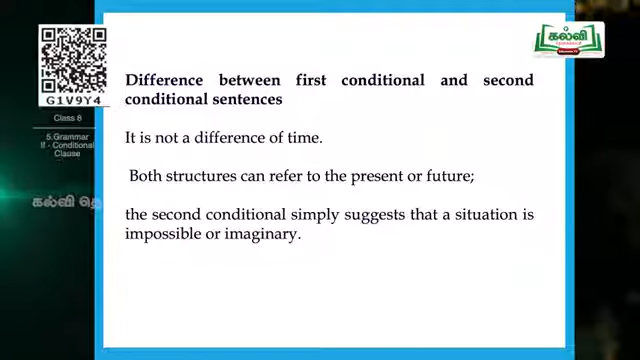 கல்வி
G1V9Y4
Class 8
5.Grammar
If - Conditional
Clause
கல்வி தொ
Difference between first conditional and second
conditional sentences
It is not a difference of time.
Both structures can refer to the present or future;
the second conditional simply suggests that a situation is
impossible or imaginary.